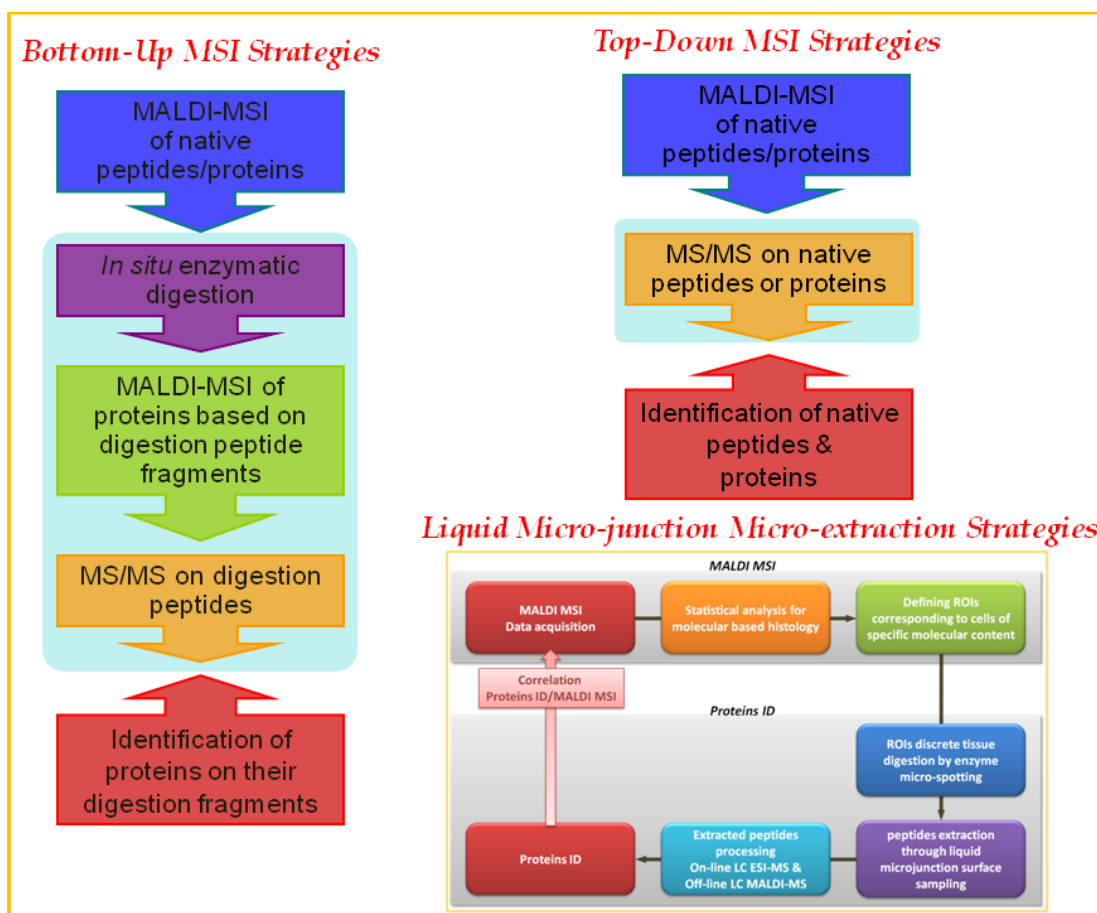 Bottom-Up MSI Strategies
MALDI-MSI
of native
peptides/proteins
In situ enzymatic
digestion
MALDI-MSI of
proteins based on
digestion peptide
fragments
MS/MS on digestion
peptides
Identification of
proteins on their
digestion fragments
Top-Down MSI Strategies
MALDI-MSI
of native
peptides/proteins
MS/MS on native
peptides or proteins
Identification of native
peptides &
proteins
Liquid Micro-junction Micro-extraction Strategies
MALDI MSI
MALDI MSI
Data acquisition
Statistical analysis for
molecular based histology
Defining ROIs
corresponding to cells of
specific molecular content
Correlation
Proteins ID/MALDI MSI
Proteins ID
ROIs discrete tissue
digestion by enzyme
micro-spotting
peptides extraction
through liquid
microjunction surface
sampling
Extracted peptides
processing
On-line LC ESI-MS &
Off-line LC MALDI-MS
Proteins ID